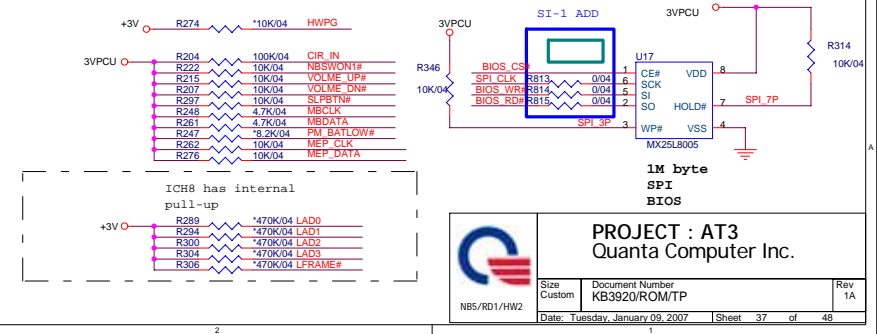 +3V R274 *10K/04 HWPG
3VPCU R204 100K/04 CIR_IN
R222 10K/04 NBSWON1#
R215 10K/04 VOLME_UP#
R207 10K/04 VOLME_DN#
R297 10K/04 SLPBTN#
R248 4.7K/04 MBCLK
R261 4.7K/04 MBDATA
R247 *8.2K/04 PM_BATLOW#
R262 10K/04 MEP_CLK
R276 10K/04 MEP_DATA
ICH8 has internal
pull-up
+3V R289 *470K/04 LAD0
R294 *470K/04 LAD1
R300 *470K/04 LAD2
R304 *470K/04 LAD3
R306 *470K/04 LFRAME#
SI-1 ADD
3VPCU
3VPCU
R346
10K/04
R314
10K/04
U17
BIOS_CS# 1 CE# VDD 8
SPI_CLK R813 0/04 6 SCK
BIOS_WR# R814 0/04 5 SI
BIOS_RD# R815 0/04 2 SO HOLD# 7 SPI_7P
SPI_3P 3 WP# VSS 4
MX25L8005
1M byte
SPI
BIOS
A
NB5/RD1/HW2
PROJECT : AT3
Quanta Computer Inc.
Size
Custom
Document Number
KB3920/ROM/TP
Rev
1A
Date: Tuesday, January 09, 2007 Sheet 37 of 48
2 1